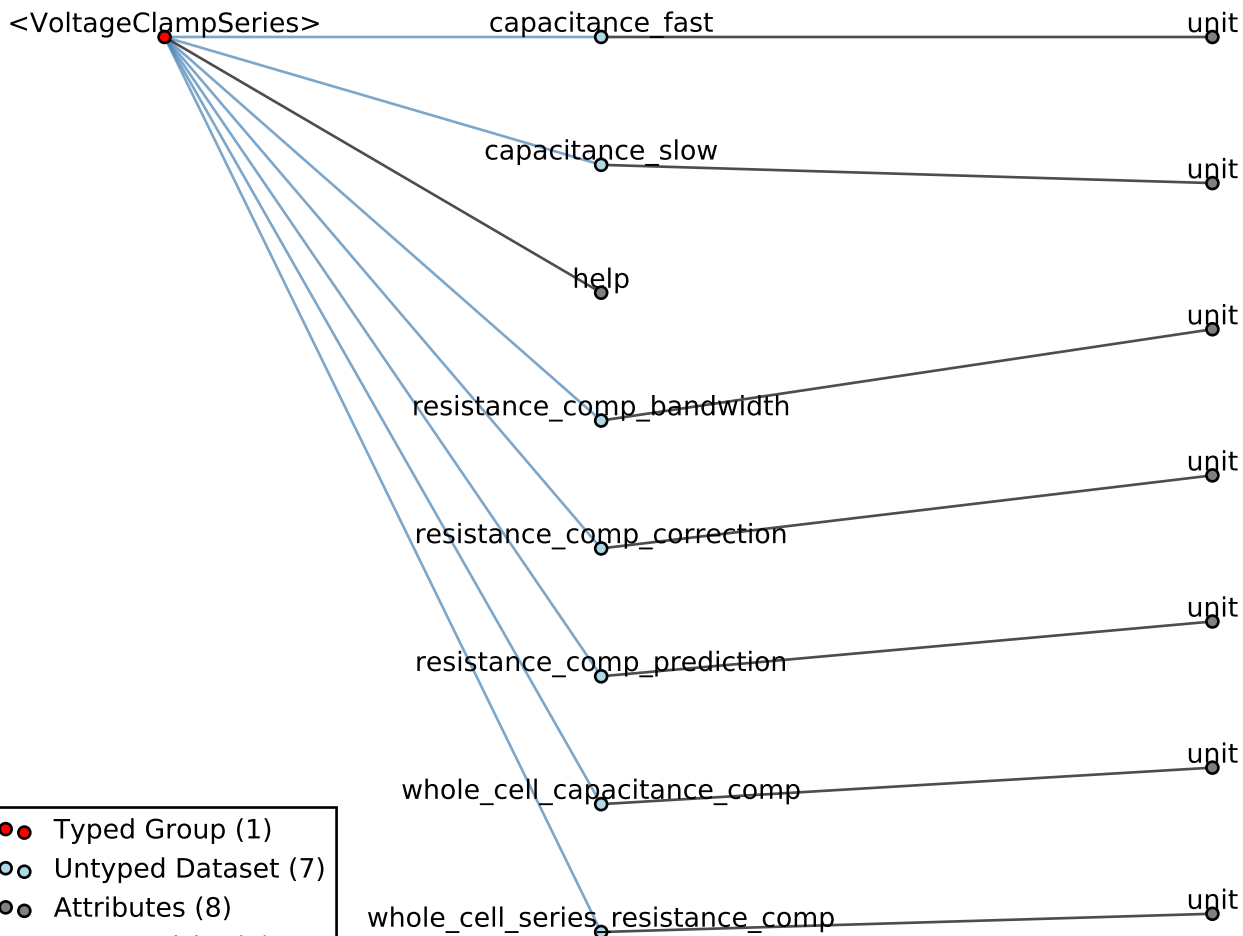 <VoltageClampSeries>
capacitance_fast
unit
capacitance_slow
unit
help
unit
resistance_comp_bandwidth
unit
resistance_comp_correction
unit
resistance_comp_prediction
unit
whole_cell_capacitance_comp
unit
whole_cell_series_resistance_comp
Typed Group (1)
Untyped Dataset (7)
Attributes (8)